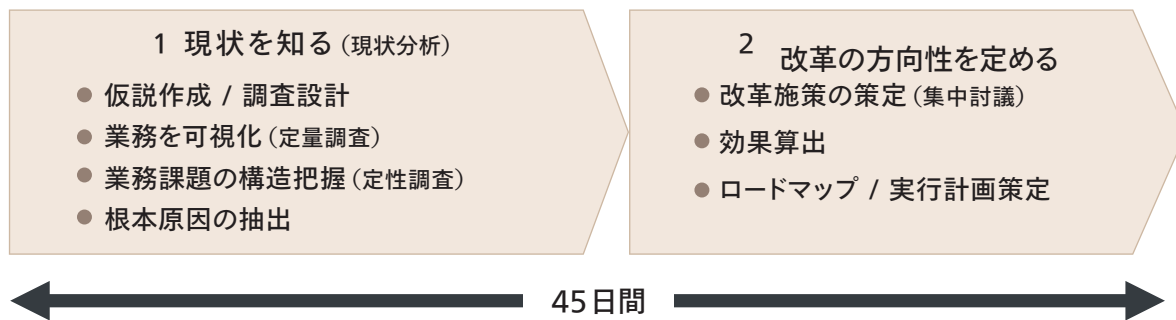 1 現状を知る（現状分析）
● 仮説作成 / 調査設計
● 業務を可視化（定量調査）
● 業務課題の構造把握（定性調査）
● 根本原因の抽出
2 改革の方向性を定める
● 改革施策の策定（集中討議）
● 効果算出
● ロードマップ / 実行計画策定
45日間